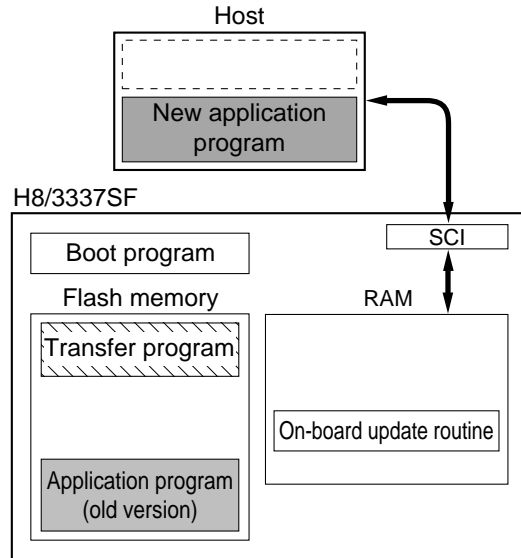 Host
New application
program
H8/3337SF
SCI
Boot program
Flash memory
RAM
Transfer program
On-board update routine
Application program
(old version)